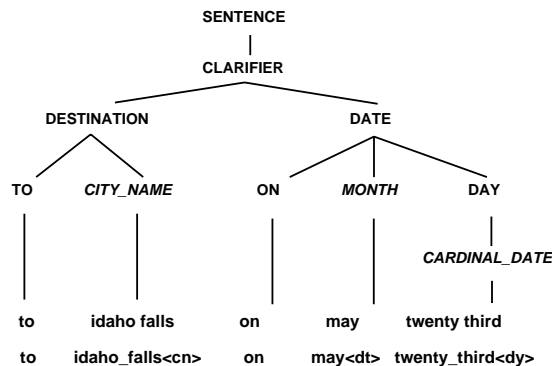 SENTENCE
CLARIFIER
DESTINATION DATE
TO CITY_NAME ON MONTH DAY
CARDINAL_DATE
to idaho falls on may twenty third
to idaho_falls<cn> on may<dt> twenty_third<dy>